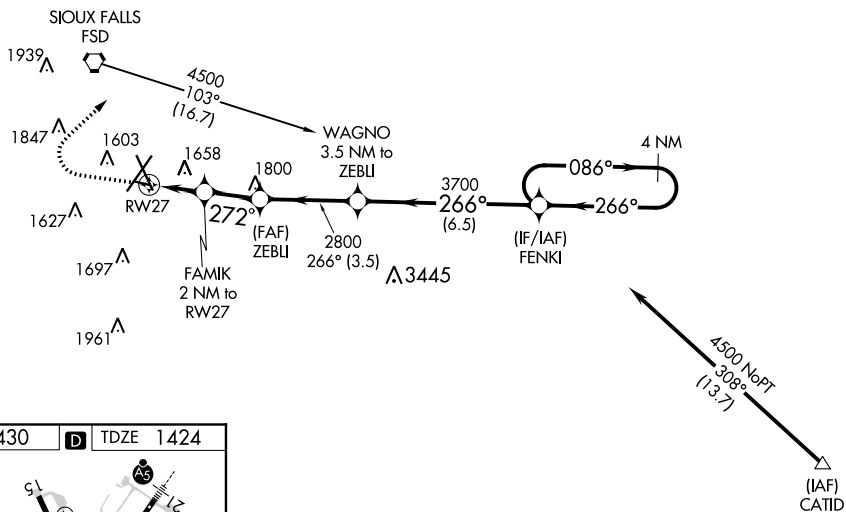 SIOUX FALLS
FSD
1939
4500
103°
(16.7)
1847
1603
1658
1800
WAGNO
3.5 NM to
ZEBLI
4 NM
086°
3700
266°
(6.5)
266°
RW27
272°
(FAF)
ZEBLI
2800
266° (3.5)
(IF/IAF)
FENKI
1627
1697
FAMIK
2 NM to
RW27
3445
1961
4500 NoPT
308°
(13.7)
(IAF)
CATID
430
D
TDZE 1424
A5
15
21